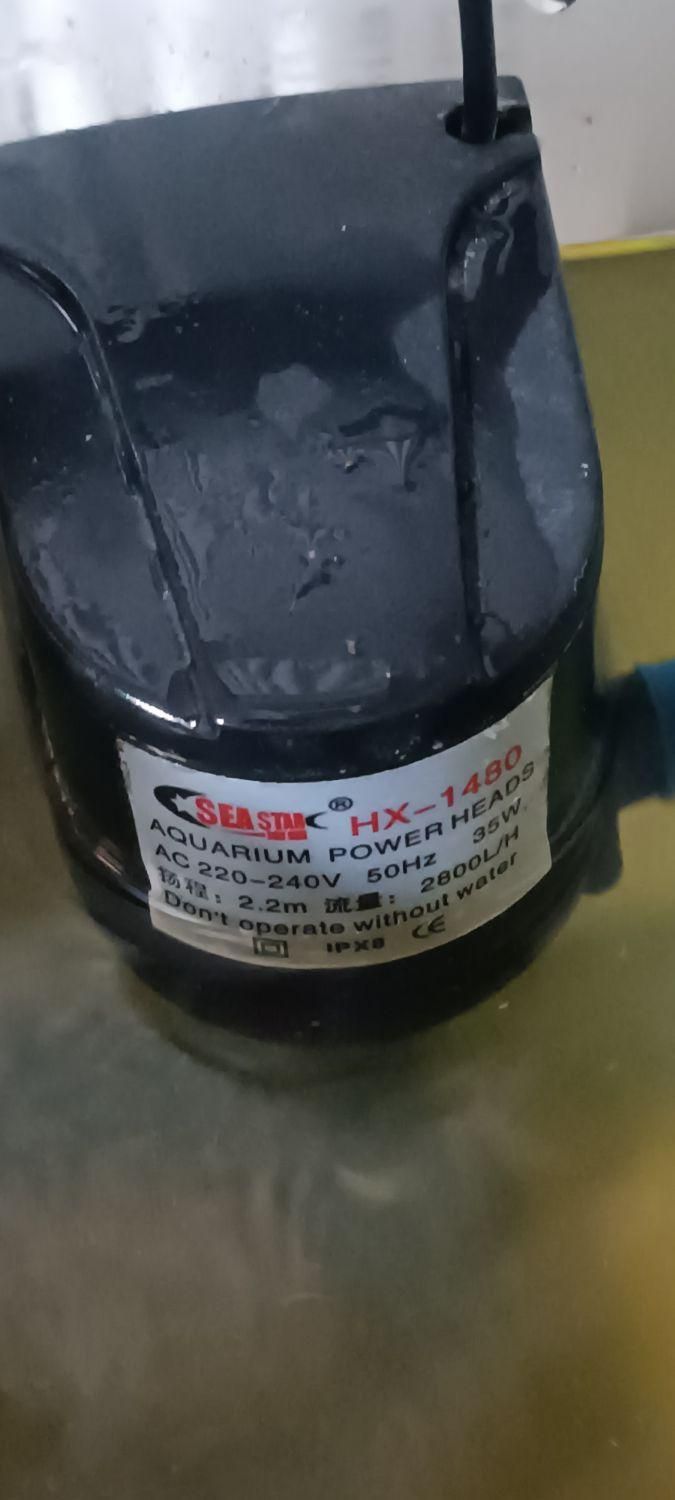 SEA STAR ® HX-1480
AQUARIUM POWER HEADS
AC 220-240V 50Hz 35W
扬程: 2.2m 流量: 2800L/H
Don't operate without water
IPX8 CE